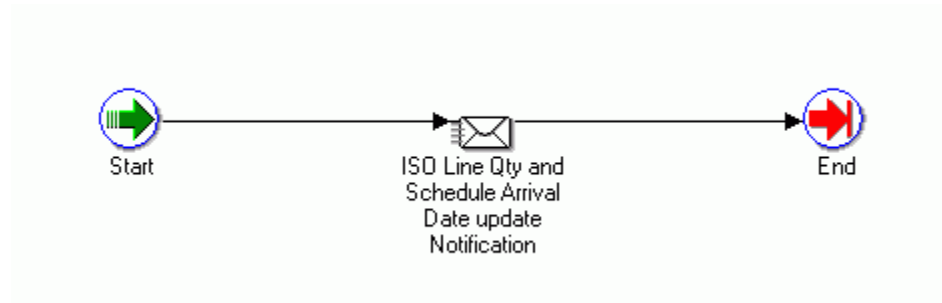 Start
ISO Line Qty and
Schedule Arrival
Date update
Notification
End